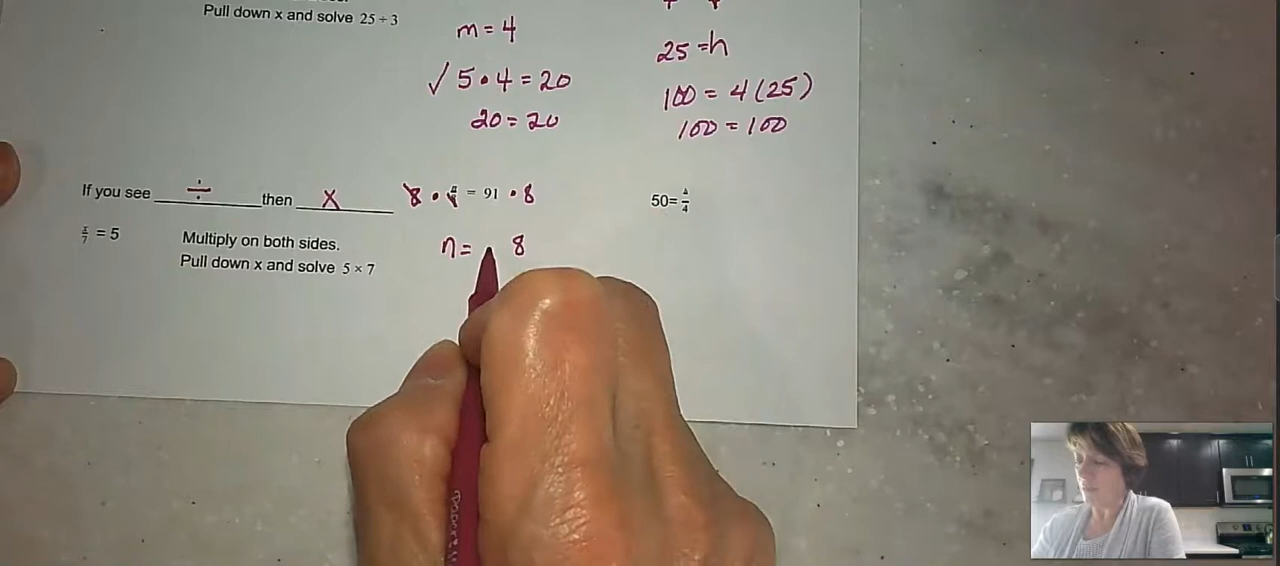 Pull down x and solve 25 ÷ 3
m = 4
√ 5 • 4 = 20
20 = 20
25 = h
100 = 4(25)
100 = 100
If you see ÷ then x
x/7 = 5
Multiply on both sides.
Pull down x and solve 5 × 7
8 • n/8 = 91 • 8
n = 8
50=